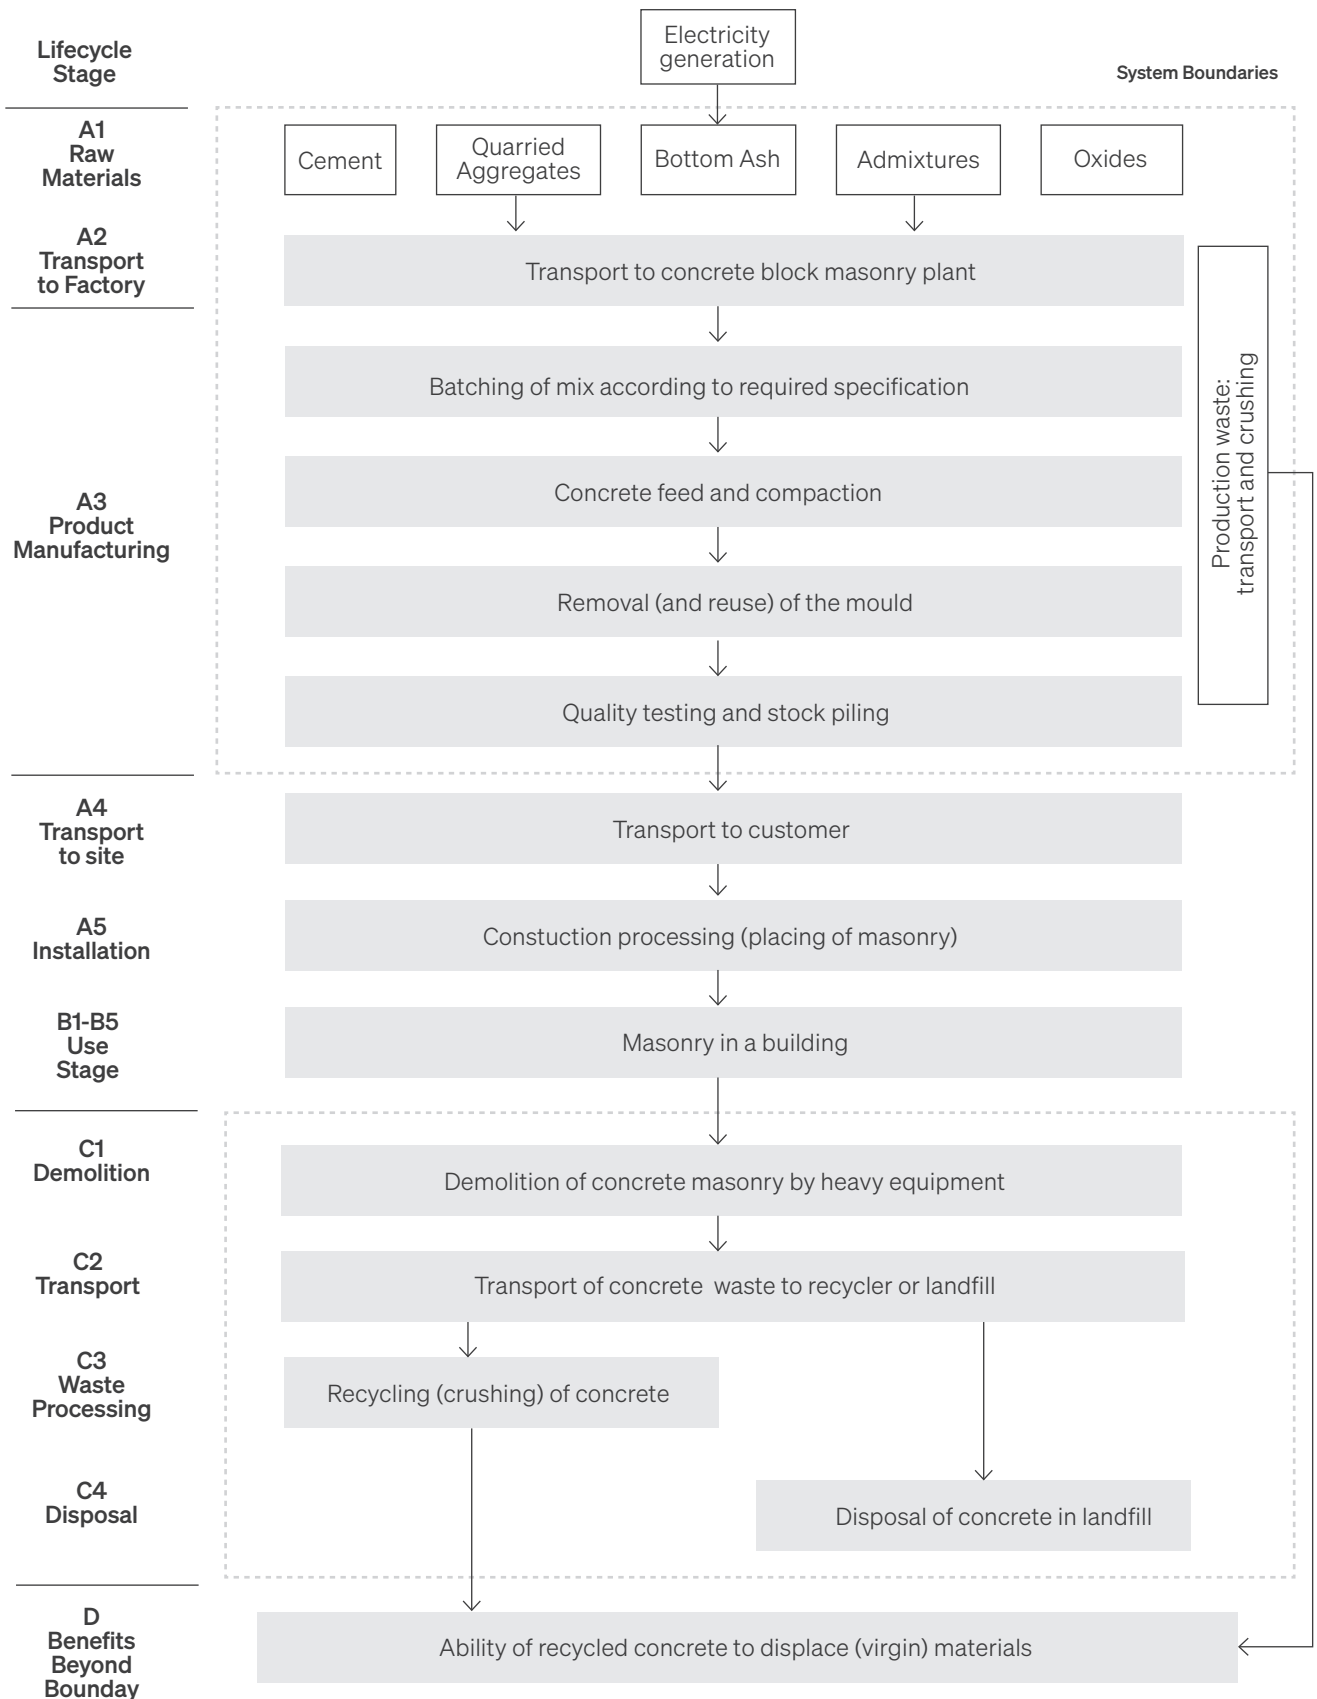 Lifecycle
Stage
Electricity
generation
System Boundaries
A1
Raw
Materials
Cement
Quarried
Aggregates
Bottom Ash
Admixtures
Oxides
A2
Transport
to Factory
Transport to concrete block masonry plant
Production waste:
transport and crushing
A3
Product
Manufacturing
Batching of mix according to required specification
Concrete feed and compaction
Removal (and reuse) of the mould
Quality testing and stock piling
A4
Transport
to site
Transport to customer
A5
Installation
Constuction processing (placing of masonry)
B1-B5
Use
Stage
Masonry in a building
C1
Demolition
Demolition of concrete masonry by heavy equipment
C2
Transport
Transport of concrete waste to recycler or landfill
C3
Waste
Processing
Recycling (crushing) of concrete
C4
Disposal
Disposal of concrete in landfill
D
Benefits
Beyond
Bounday
Ability of recycled concrete to displace (virgin) materials